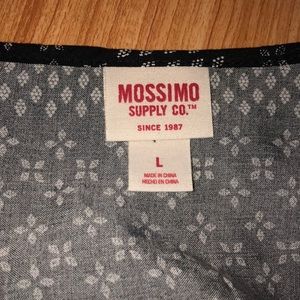 MOSSIMO
SUPPLY CO.™
SINCE 1987
L
MADE IN CHINA
HECHO EN CHINA